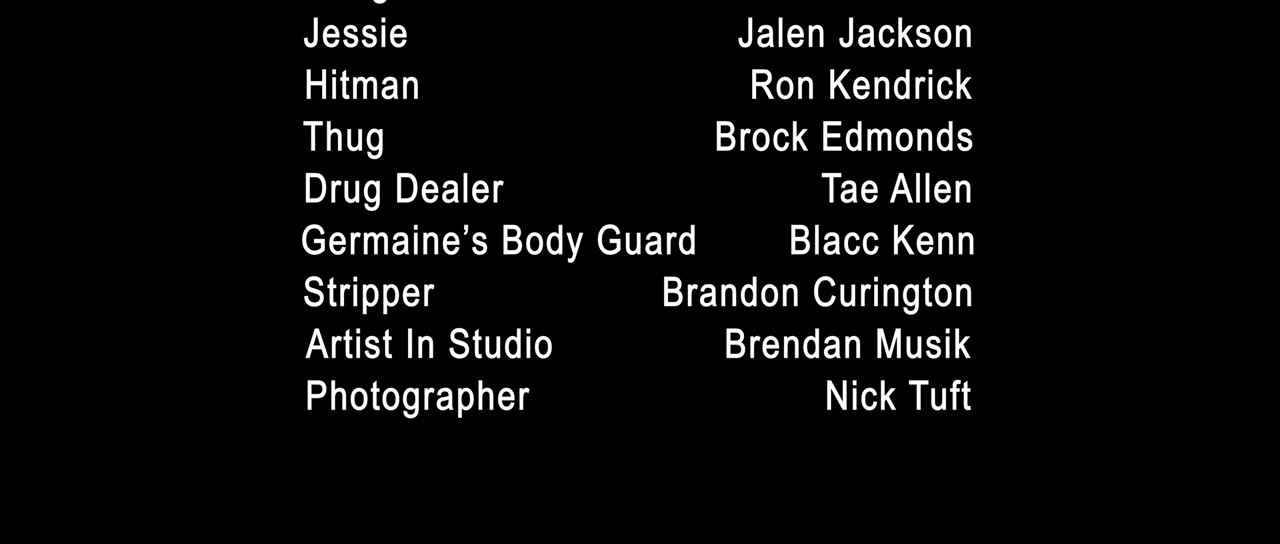 Jessie Jalen Jackson
Hitman Ron Kendrick
Thug Brock Edmonds
Drug Dealer Tae Allen
Germaine’s Body Guard Blacc Kenn
Stripper Brandon Curington
Artist In Studio Brendan Musik
Photographer Nick Tuft